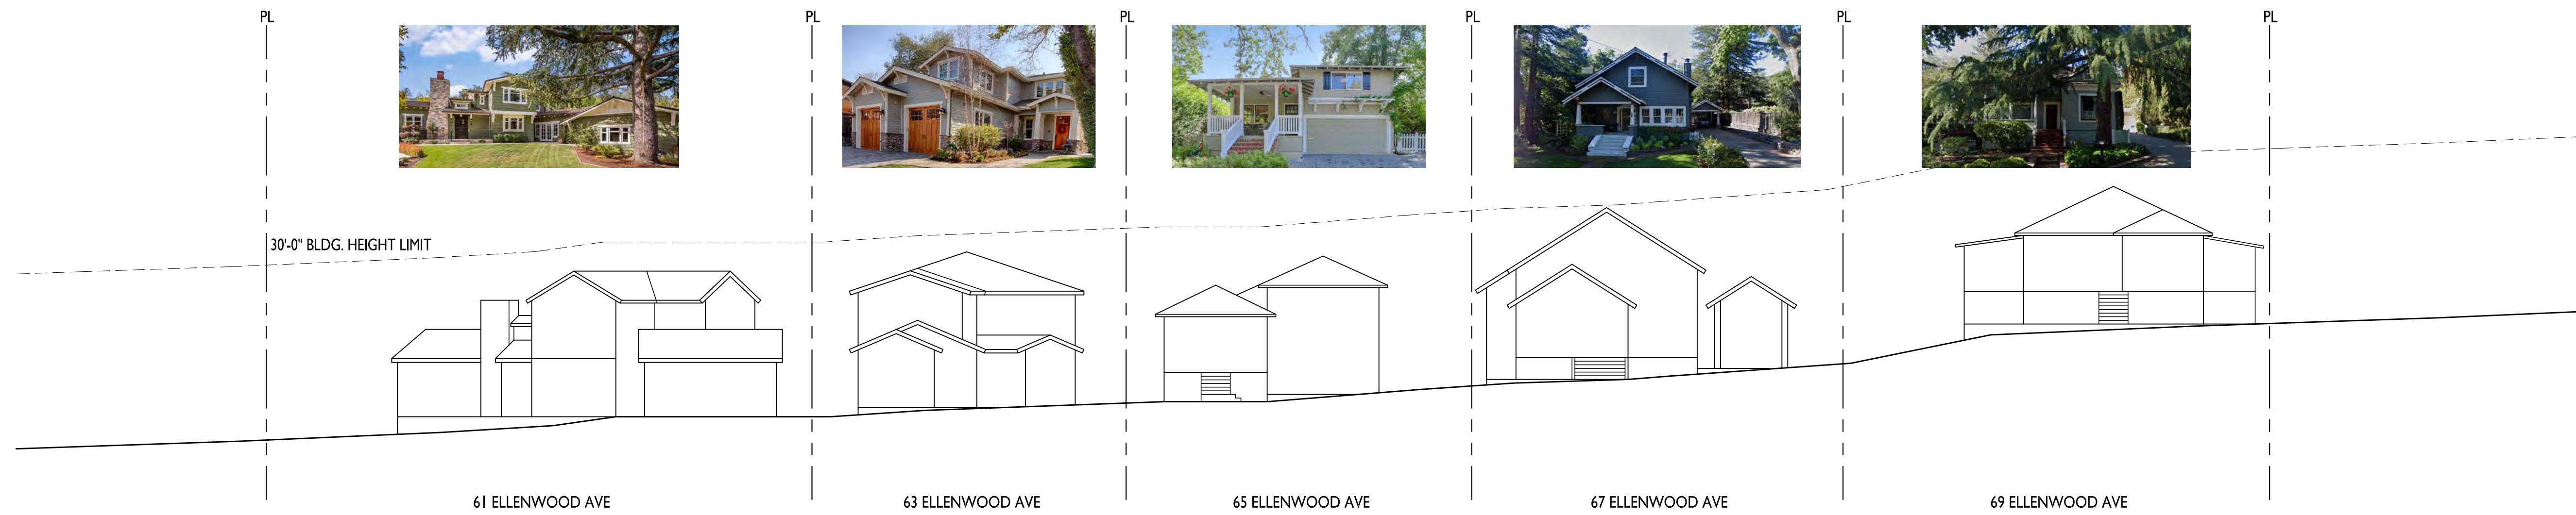 PL PL PL PL PL PL
30'-0" BLDG. HEIGHT LIMIT
61 ELLENWOOD AVE 63 ELLENWOOD AVE 65 ELLENWOOD AVE 67 ELLENWOOD AVE 69 ELLENWOOD AVE